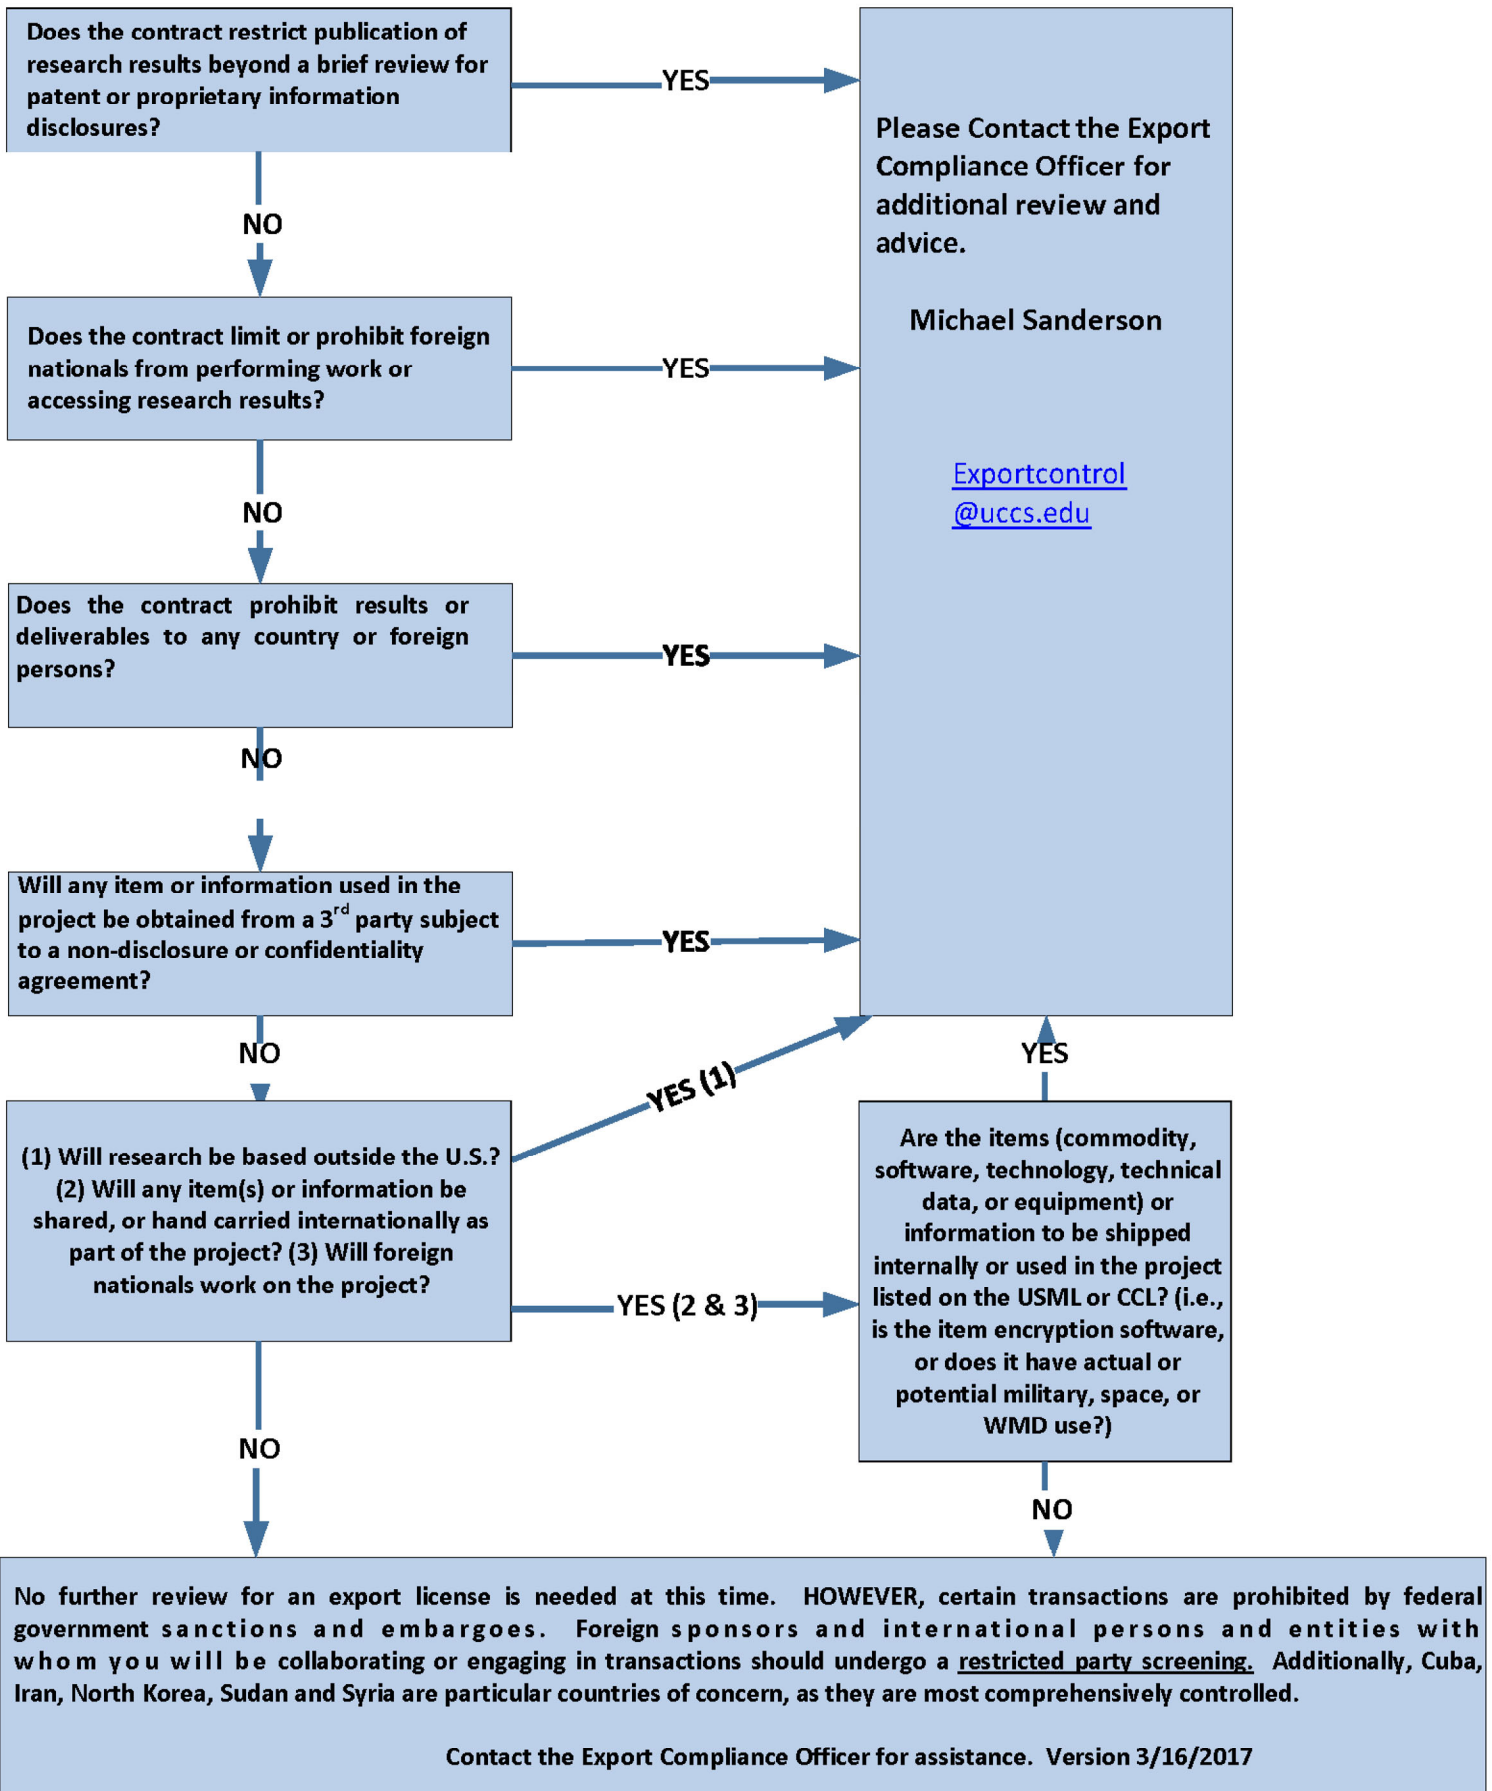 Does the contract restrict publication of
research results beyond a brief review for
patent or proprietary information
disclosures?
YES
NO
Please Contact the Export
Compliance Officer for
additional review and
advice.
Michael Sanderson
Exportcontrol
@uccs.edu
Does the contract limit or prohibit foreign
nationals from performing work or
accessing research results?
YES
NO
Does the contract prohibit results or
deliverables to any country or foreign
persons?
YES
NO
Will any item or information used in the
project be obtained from a 3rd party subject
to a non-disclosure or confidentiality
agreement?
YES
NO
(1) Will research be based outside the U.S.?
(2) Will any item(s) or information be
shared, or hand carried internationally as
part of the project? (3) Will foreign
nationals work on the project?
YES (1)
YES (2 & 3)
NO
YES
Are the items (commodity,
software, technology, technical
data, or equipment) or
information to be shipped
internally or used in the project
listed on the USML or CCL? (i.e.,
is the item encryption software,
or does it have actual or
potential military, space, or
WMD use?)
NO
No further review for an export license is needed at this time. HOWEVER, certain transactions are prohibited by federal
government sanctions and embargoes. Foreign sponsors and international persons and entities with
whom you will be collaborating or engaging in transactions should undergo a restricted party screening. Additionally, Cuba,
Iran, North Korea, Sudan and Syria are particular countries of concern, as they are most comprehensively controlled.
Contact the Export Compliance Officer for assistance. Version 3/16/2017